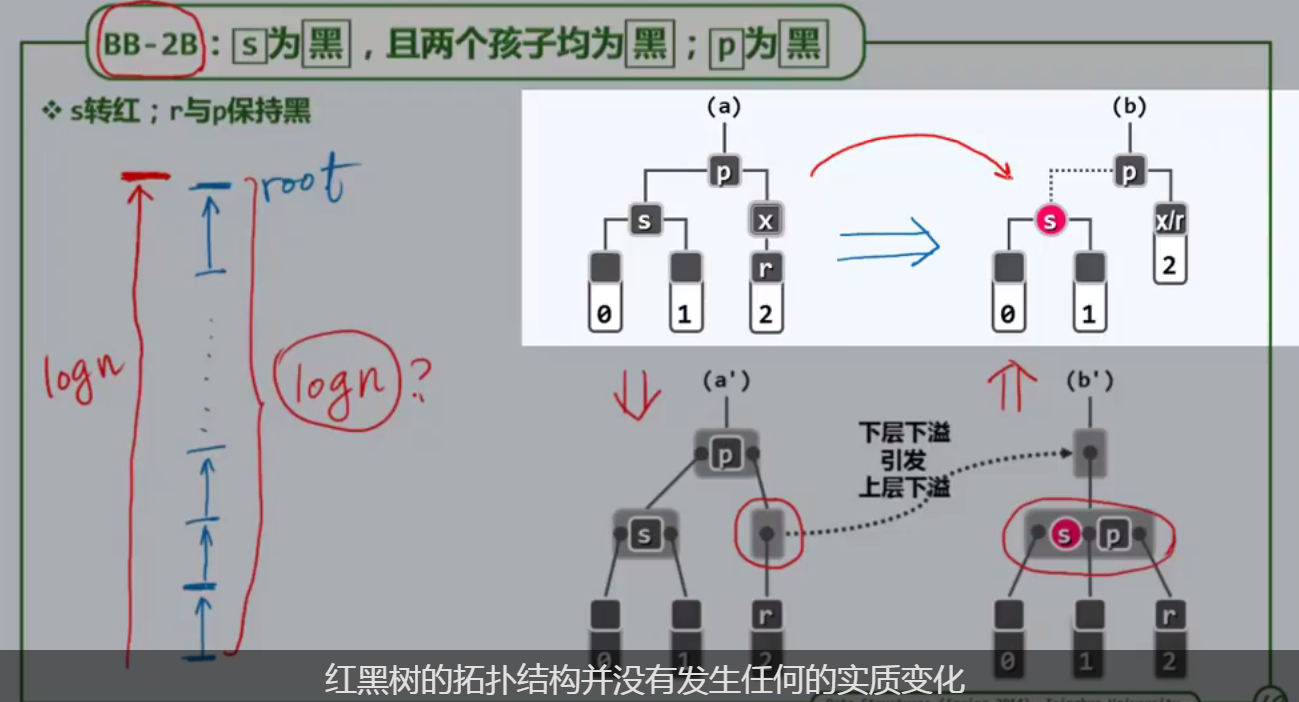 BB-2B：s为黑，且两个孩子均为黑；p为黑
❖ s转红；r与p保持黑
(a)
(b)
root
logn
logn?
p
s
x
r
0
1
2
p
s
x/r
2
0
1
(a')
(b')
下层下溢
引发
上层下溢
p
s
s
p
r
0
1
2
r
0
1
2
红黑树的拓扑结构并没有发生任何的实质变化